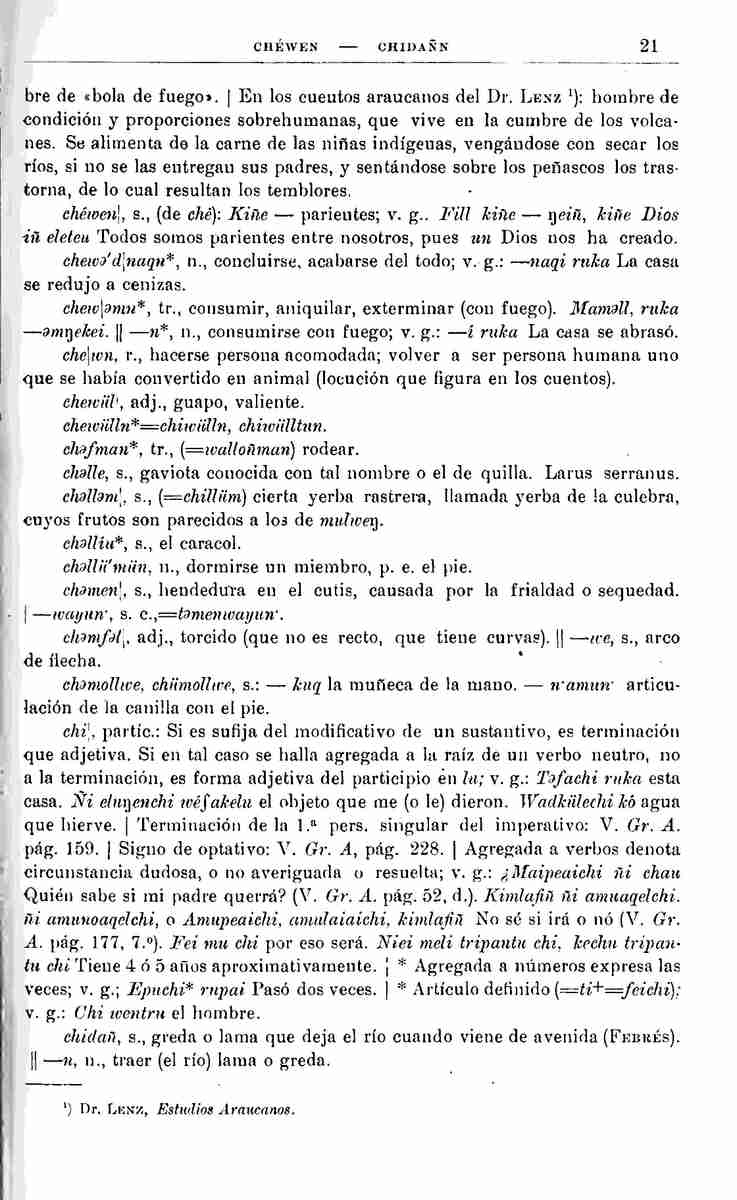 CHÉWEN — CHIDAÑN 21
bre de «bola de fuego». | En los cueutos araucanos del Dr. LENZ ¹): hombre de
condición y proporciones sobrehumanas, que vive en la cumbre de los volca-
nes. Se alimenta de la carne de las niñas indígenas, vengándose con secar los
ríos, si no se las entregan sus padres, y sentándose sobre los peñascos los tras-
torna, de lo cual resultan los temblores.
chéwen¦, s., (de ché): Kiñe — parientes; v. g.. Fill kiñe — ŋeiñ, kiñe Dios
iñ eleteu Todos somos parientes entre nosotros, pues un Dios nos ha creado.
chewə'd¦naqn*, n., concluirse, acabarse del todo; v. g.: —naqi ruka La casa
se redujo a cenizas.
chew|əmn*, tr., consumir, aniquilar, exterminar (con fuego). Maməll, ruka
—əmŋekei. || —n*, n., consumirse con fuego; v. g.: —i ruka La casa se abrasó.
che|wn, r., hacerse persona acomodada; volver a ser persona humana uno
que se había convertido en animal (locución que figura en los cuentos).
chewül¦, adj., guapo, valiente.
chewülln*=chiwülln, chiwülltun.
chəfman*, tr., (=walloñman) rodear.
chəlle, s., gaviota conocida con tal nombre o el de quilla. Larus serranus.
chəlləm¦, s., (=chillüm) cierta yerba rastrera, llamada yerba de la culebra,
cuyos frutos son parecidos a los de mulweŋ.
chəlliu*, s., el caracol.
chəllü'mün, n., dormirse un miembro, p. e. el pie.
chəmen¦, s., hendedura en el cutis, causada por la frialdad o sequedad.
| —wayun·, s. c.,=təmenwayun·.
chəmfəl¦, adj., torcido (que no es recto, que tiene curvas). || —we, s., arco
de flecha.
chəmollwe, chümollwe, s.: — kuq la muñeca de la mano. — n·amun· articu-
lación de la canilla con el pie.
chi¦, partíc.: Si es sufija del modificativo de un sustantivo, es terminación
que adjetiva. Si en tal caso se halla agregada a la raíz de un verbo neutro, no
a la terminación, es forma adjetiva del participio en lu; v. g.: Təfachi ruka esta
casa. Ñi eluŋenchi wéſakelu el objeto que me (o le) dieron. Wadkülechi kó agua
que hierve. | Terminación de la 1.ª pers. singular del imperativo: V. Gr. A.
pág. 159. | Signo de optativo: V. Gr. A, pág. 228. | Agregada a verbos denota
circunstancia dudosa, o no averiguada o resuelta; v. g.: ¿Maipeaichi ñi chau
Quién sabe si mi padre querrá? (V. Gr. A. pág. 52, d.). Kimlafiñ ñi amuaqelchi.
ñi amunoaqelchi, o Amupeaichi, amulaiaichi, kimlafiñ No sé si irá o nó (V. Gr.
A. pág. 177, 7.º). Fei mu chi por eso será. Niei meli tripantu chi, kechu tripan-
tu chi Tiene 4 ó 5 años aproximativamente. ¦ * Agregada a números expresa las
veces; v. g.; Epuchi* rupai Pasó dos veces. | * Artículo definido (=ti+=feichi);
v. g.: Chi wentru el hombre.
chidañ, s., greda o lama que deja el río cuando viene de avenida (FEBRÉS).
|| —n, n., traer (el río) lama o greda.
¹) Dr. LENZ, Estudios Araucanos.